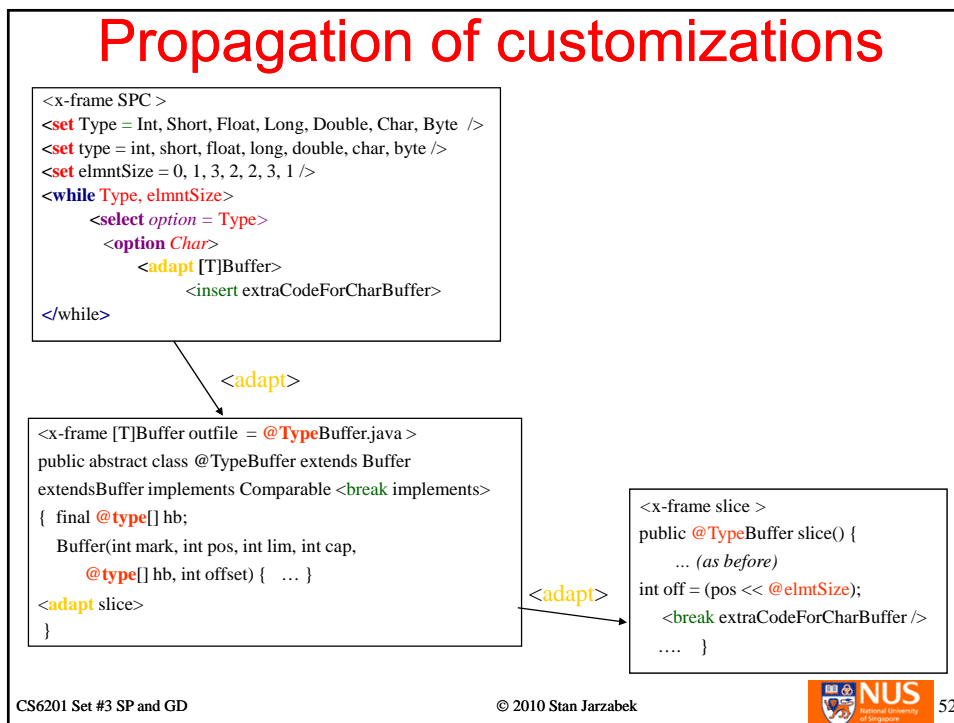 Propagation of customizations
<x-frame SPC >
<set Type = Int, Short, Float, Long, Double, Char, Byte />
<set type = int, short, float, long, double, char, byte />
<set elmntSize = 0, 1, 3, 2, 2, 3, 1 />
<while Type, elmntSize>
<select option = Type>
<option Char>
<adapt [T]Buffer>
<insert extraCodeForCharBuffer>
</while>
<adapt>
<x-frame [T]Buffer outfile = @TypeBuffer.java >
public abstract class @TypeBuffer extends Buffer
extendsBuffer implements Comparable <break implements>
{ final @type[] hb;
Buffer(int mark, int pos, int lim, int cap,
@type[] hb, int offset) { … }
<adapt slice>
}
<adapt>
<x-frame slice >
public @TypeBuffer slice() {
... (as before)
int off = (pos << @elmtSize);
<break extraCodeForCharBuffer />
…. }
CS6201 Set #3 SP and GD
© 2010 Stan Jarzabek
NUS
National University
of Singapore
52